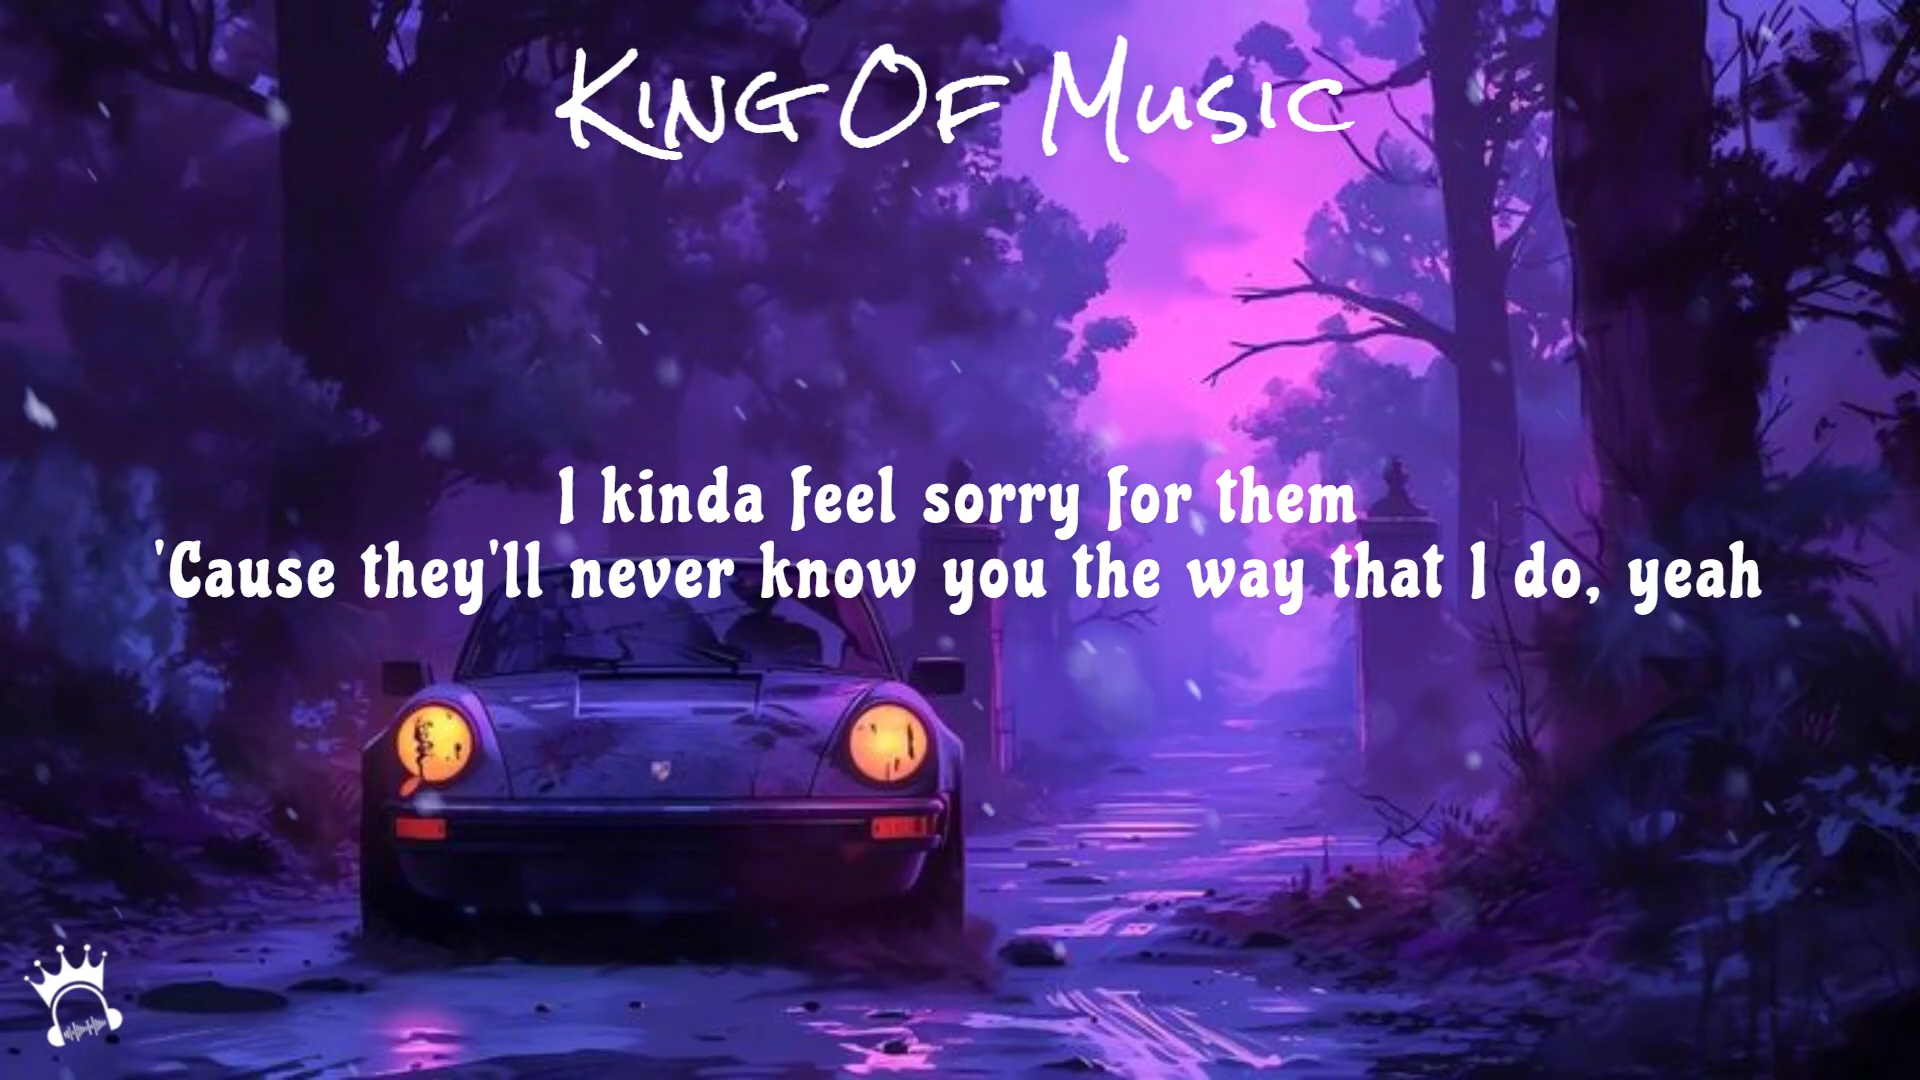 King Of Music
I kinda feel sorry for them
'Cause they'll never know you the way that I do, yeah